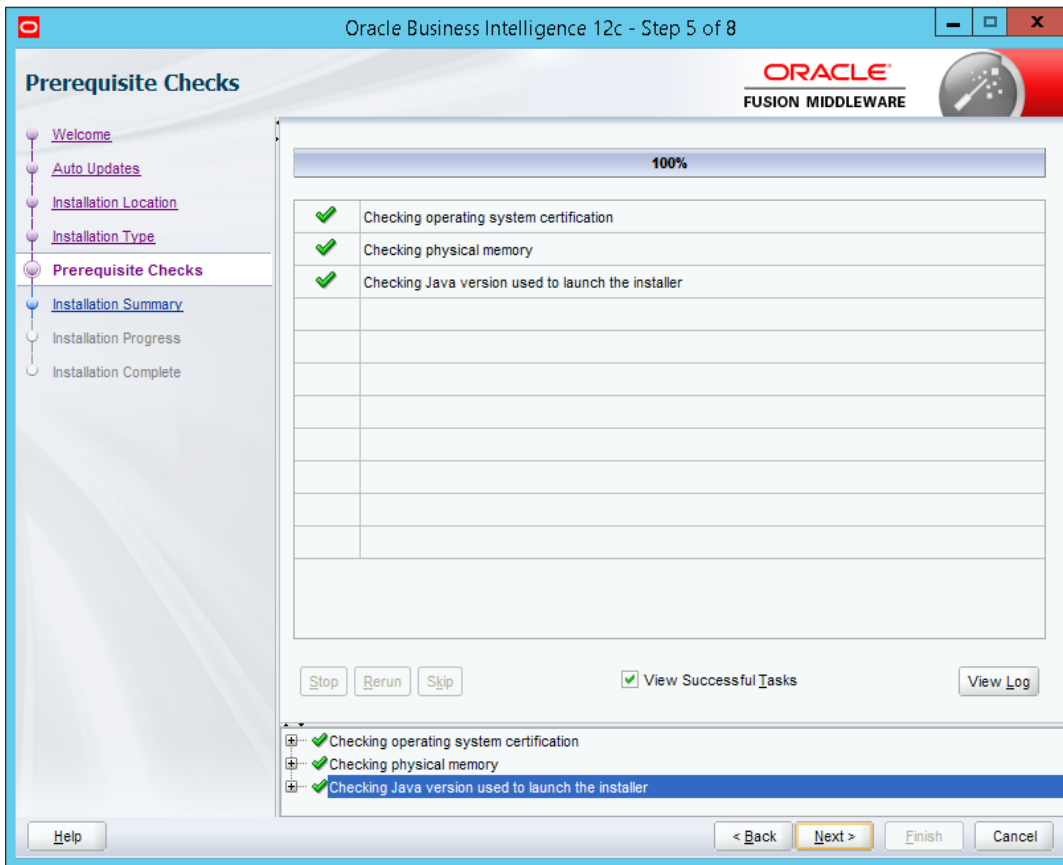 Oracle Business Intelligence 12c - Step 5 of 8
Prerequisite Checks
ORACLE
FUSION MIDDLEWARE
Welcome
Auto Updates
Installation Location
Installation Type
Prerequisite Checks
Installation Summary
Installation Progress
Installation Complete
100%
Checking operating system certification
Checking physical memory
Checking Java version used to launch the installer
Stop
Rerun
Skip
View Successful Tasks
View Log
Checking operating system certification
Checking physical memory
Checking Java version used to launch the installer
Help
< Back
Next >
Finish
Cancel